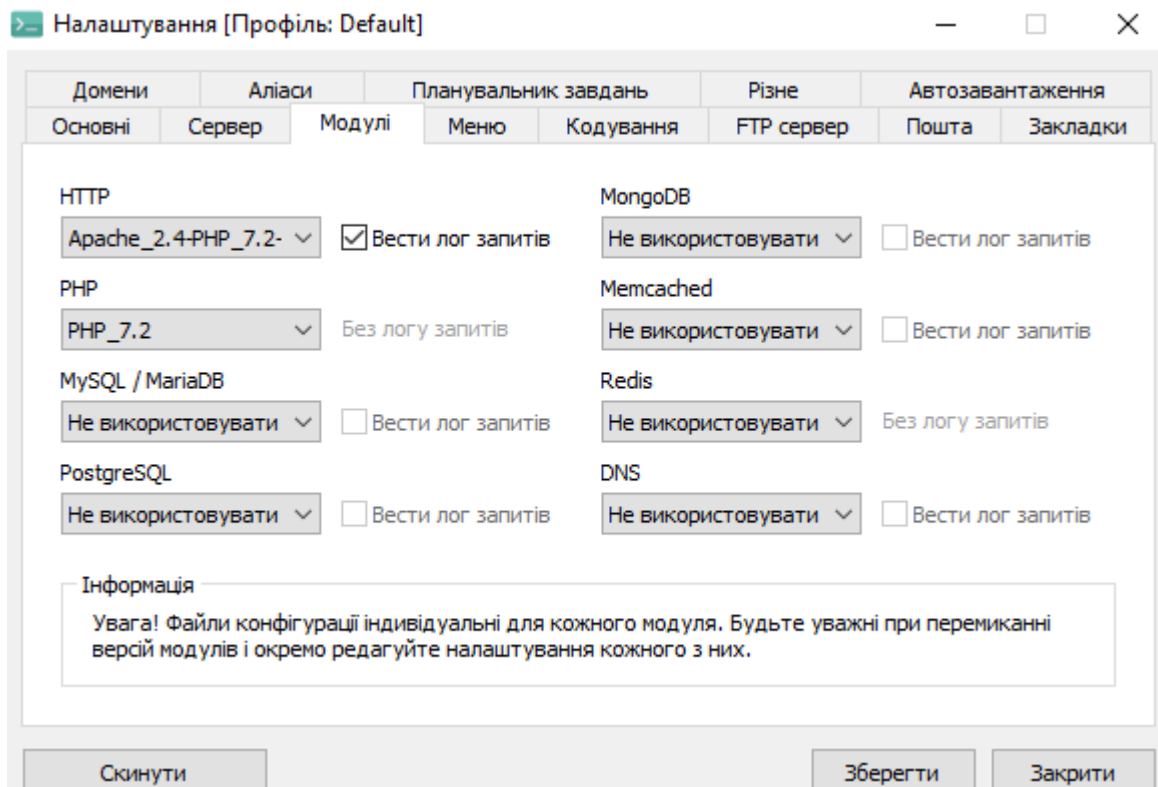 Налаштування [Профіль: Default]
Домени Аліаси Планувальник завдань Різне Автозавантаження
Основні Сервер Модулі Меню Кодування FTP сервер Пошта Закладки
HTTP MongoDB
Apache_2.4-PHP_7.2- Вести лог запитів Не використовувати Вести лог запитів
PHP Memcached
PHP_7.2 Без логу запитів Не використовувати Вести лог запитів
MySQL / MariaDB Redis
Не використовувати Вести лог запитів Не використовувати Без логу запитів
PostgreSQL DNS
Не використовувати Вести лог запитів Не використовувати Вести лог запитів
Інформація
Увага! Файли конфігурації індивідуальні для кожного модуля. Будьте уважні при перемиканні
версій модулів і окремо редагуйте налаштування кожного з них.
Скинути Зберегти Закрити